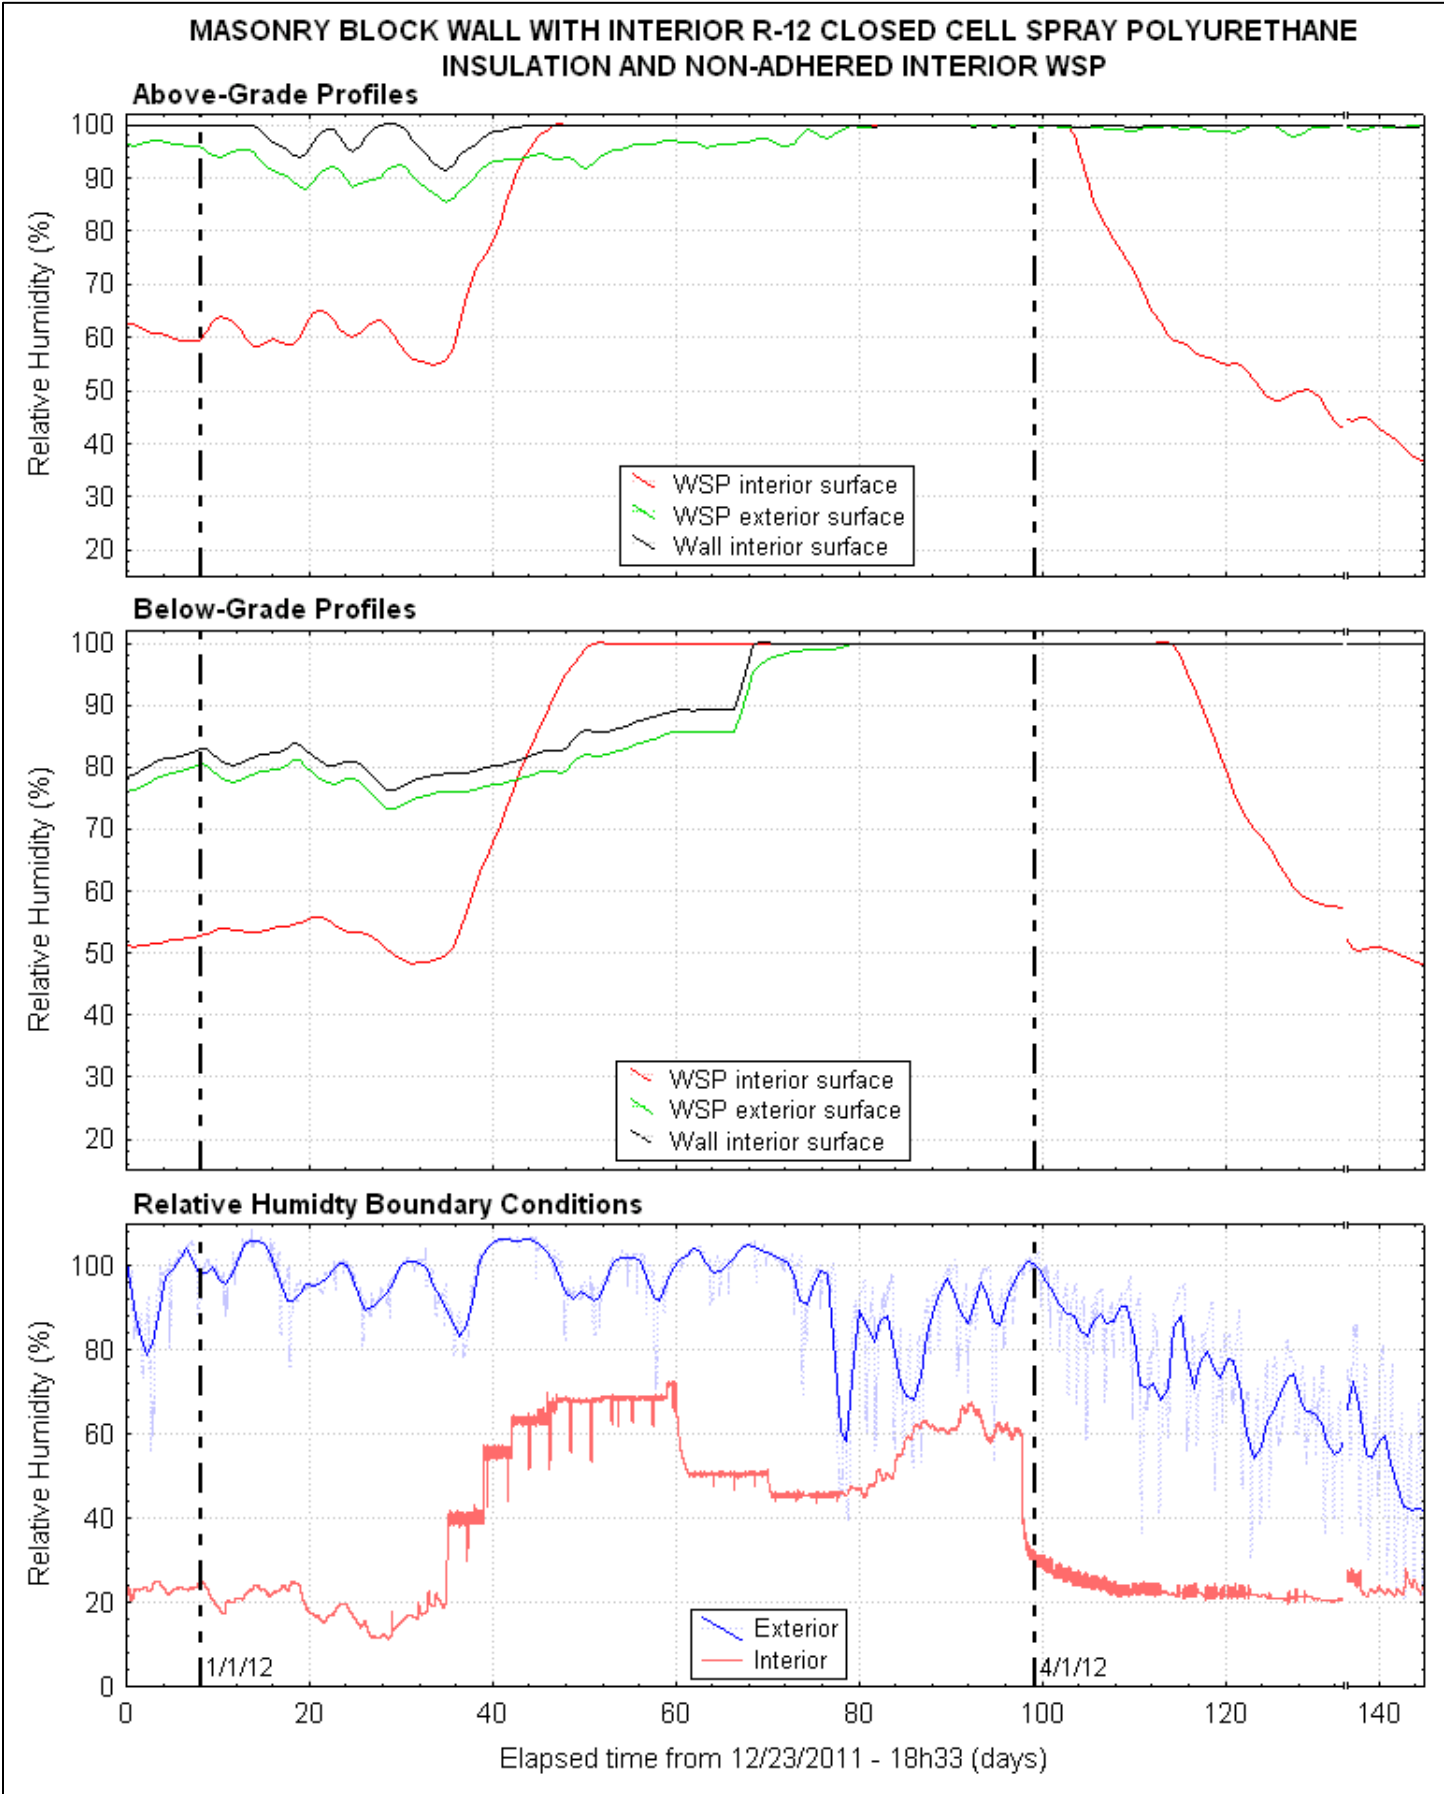 MASONRY BLOCK WALL WITH INTERIOR R-12 CLOSED CELL SPRAY POLYURETHANE
INSULATION AND NON-ADHERED INTERIOR WSP
Above-Grade Profiles
Relative Humidity (%)
100
90
80
70
60
50
40
30
20
WSP interior surface
WSP exterior surface
Wall interior surface
Below-Grade Profiles
Relative Humidity (%)
100
90
80
70
60
50
40
30
20
WSP interior surface
WSP exterior surface
Wall interior surface
Relative Humidty Boundary Conditions
Relative Humidity (%)
100
80
60
40
20
0
Exterior
Interior
1/1/12
4/1/12
0 20 40 60 80 100 120 140
Elapsed time from 12/23/2011 - 18h33 (days)